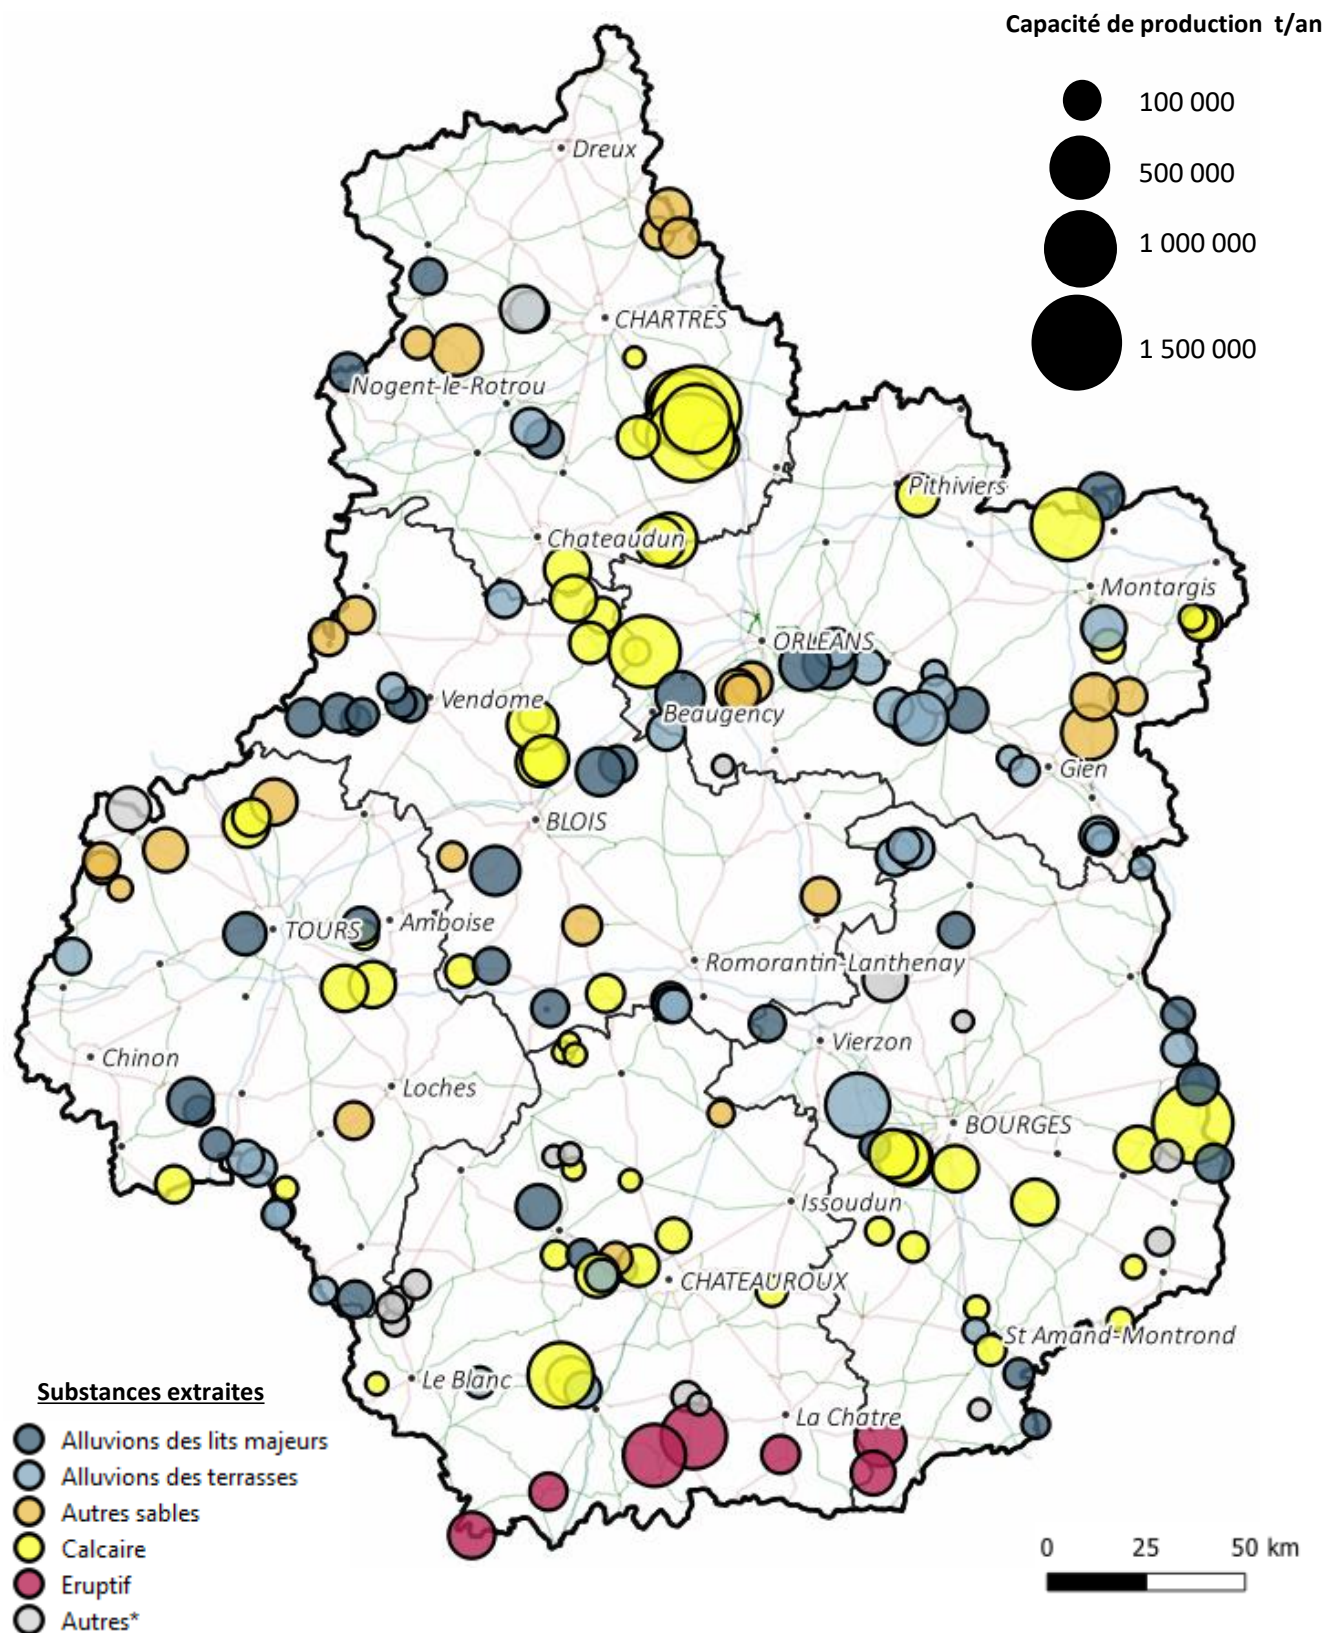 Capacité de production t/an
100 000
500 000
1 000 000
1 500 000
Dreux
CHARTRES
Nogent-le-Rotrou
Pithiviers
Chateaudun
Montargis
ORLEANS
Vendome
Beaugency
Gien
BLOIS
TOURS
Amboise
Romorantin-Lanthenay
Vierzon
Chinon
Loches
BOURGES
Issoudun
CHATEAUROUX
St Amand-Montrond
Le Blanc
La Chatre
Substances extraites
Alluvions des lits majeurs
Alluvions des terrasses
Autres sables
Calcaire
Eruptif
Autres*
0 25 50 km